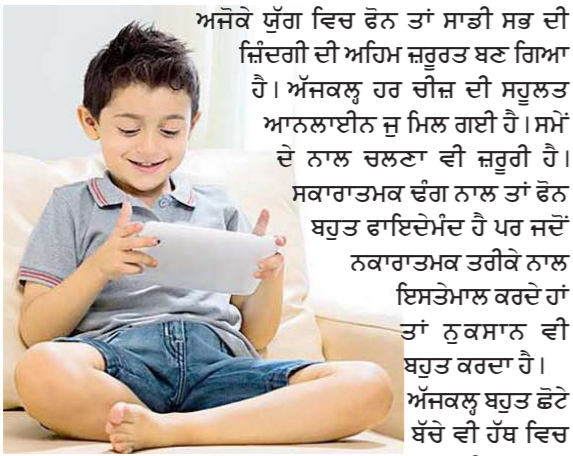 ਅਜੋਕੇ ਯੁੱਗ ਵਿਚ ਫੋਨ ਤਾਂ ਸਾਡੀ ਸਭ ਦੀ
ਜ਼ਿੰਦਗੀ ਦੀ ਅਹਿਮ ਜ਼ਰੂਰਤ ਬਣ ਗਿਆ
ਹੈ। ਅੱਜਕਲ੍ਹ ਹਰ ਚੀਜ਼ ਦੀ ਸਹੂਲਤ
ਆਨਲਾਈਨ ਜੁ ਮਿਲ ਗਈ ਹੈ।ਸਮੇਂ
ਦੇ ਨਾਲ ਚਲਣਾ ਵੀ ਜ਼ਰੂਰੀ ਹੈ।
ਸਕਾਰਾਤਮਕ ਢੰਗ ਨਾਲ ਤਾਂ ਫੋਨ
ਬਹੁਤ ਫਾਇਦੇਮੰਦ ਹੈ ਪਰ ਜਦੋਂ
ਨਕਾਰਾਤਮਕ ਤਰੀਕੇ ਨਾਲ
ਇਸਤੇਮਾਲ ਕਰਦੇ ਹਾਂ
ਤਾਂ ਨੁਕਸਾਨ ਵੀ
ਬਹੁਤ ਕਰਦਾ ਹੈ।
ਅੱਜਕਲ੍ਹ ਬਹੁਤ ਛੋਟੇ
ਬੱਚੇ ਵੀ ਹੱਥ ਵਿਚ